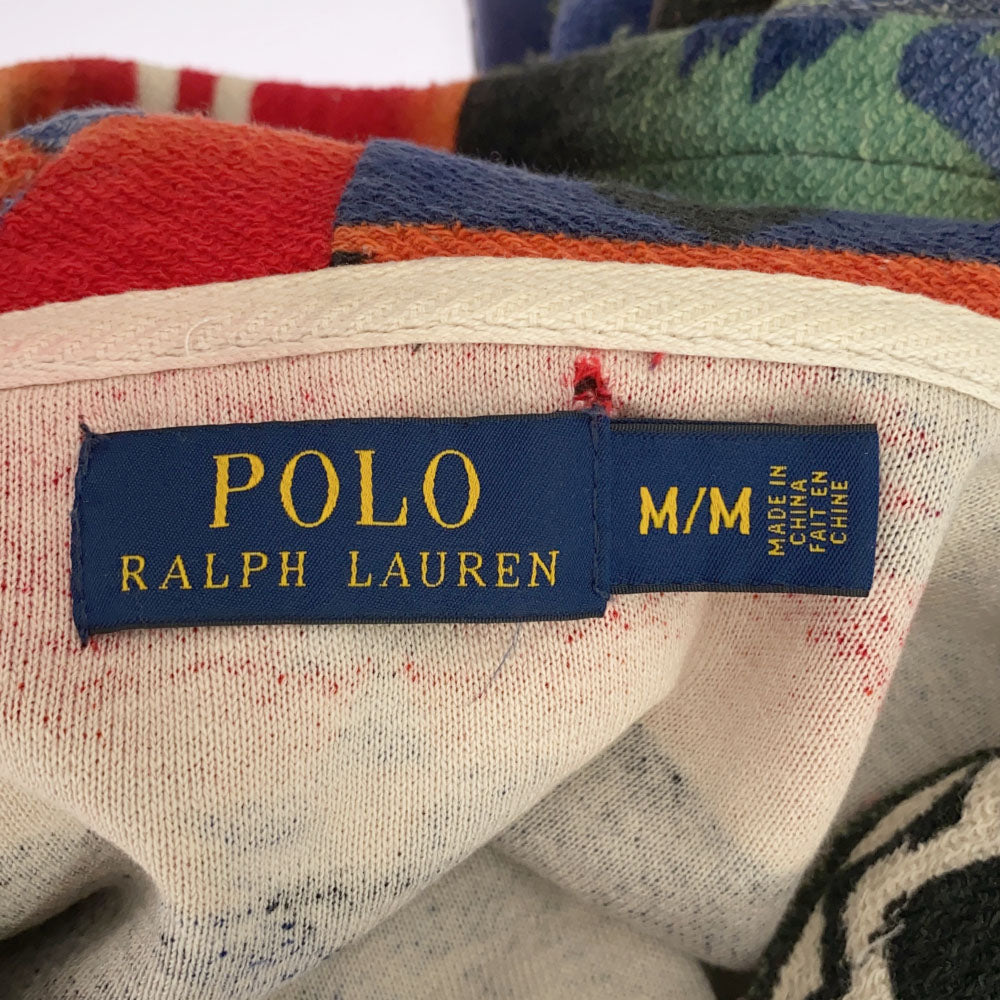 POLO
RALPH LAUREN
M/M
MADE IN
CHINA
FAIT EN
CHINE